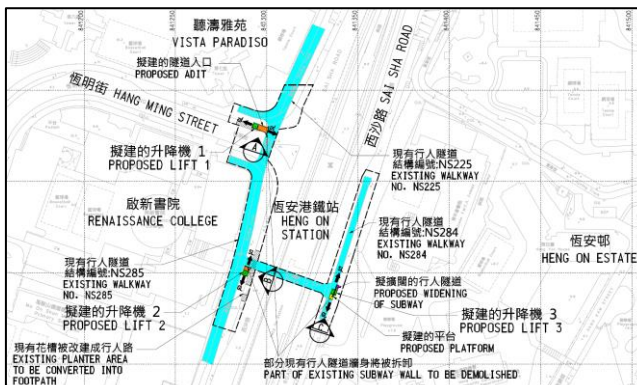 841200
841250
841300
841350
841400
841450
841500
聽濤雅苑
VISTA PARADISO
擬建的隧道入口
PROPOSED ADIT
恆明街 HANG MING STREET
西沙路 SAI SHA ROAD
擬建的升降機 1
PROPOSED LIFT 1
A
現有行人隧道
結構編號:NS225
EXISTING WALKWAY
NO. NS225
啟新書院
RENAISSANCE COLLEGE
恆安港鐵站
HENG ON
STATION
現有行人隧道
結構編號:NS284
EXISTING WALKWAY
NO. NS284
恆安邨
HENG ON ESTATE
現有行人隧道
結構編號:NS285
EXISTING WALKWAY
NO. NS285
B
擬擴闊的行人隧道
PROPOSED WIDENING
OF SUBWAY
擬建的升降機 2
PROPOSED LIFT 2
擬建的升降機 3
PROPOSED LIFT 3
擬建的平台
PROPOSED PLATFORM
現有花槽被改建成行人路
EXISTING PLANTER AREA
TO BE CONVERTED INTO
FOOTPATH
部分現有行人隧道牆身將被拆卸
PART OF EXISTING SUBWAY WALL TO BE DEMOLISHED